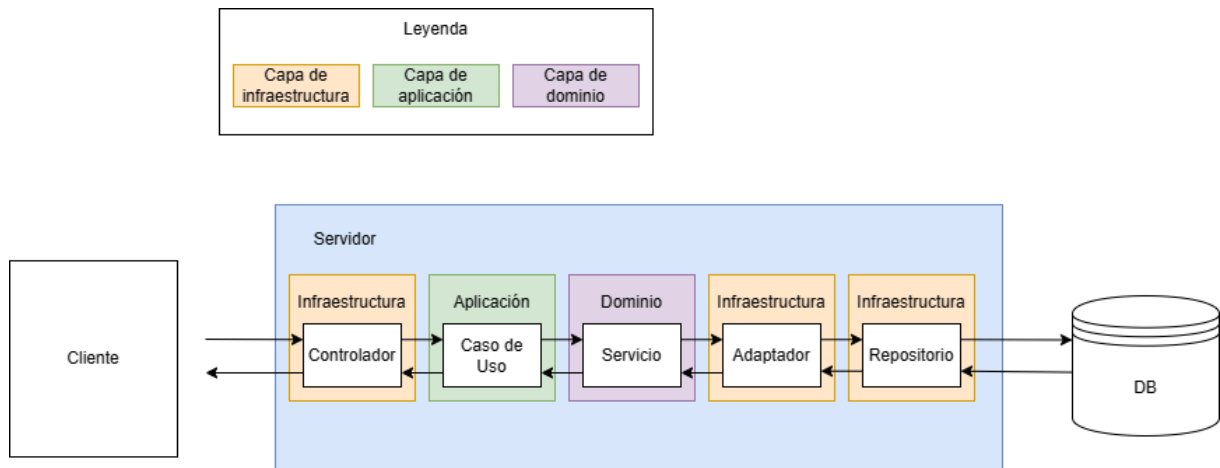 Leyenda
Capa de
infraestructura
Capa de
aplicación
Capa de
dominio
Servidor
Cliente
Infraestructura
Controlador
Aplicación
Caso de
Uso
Dominio
Servicio
Infraestructura
Adaptador
Infraestructura
Repositorio
DB